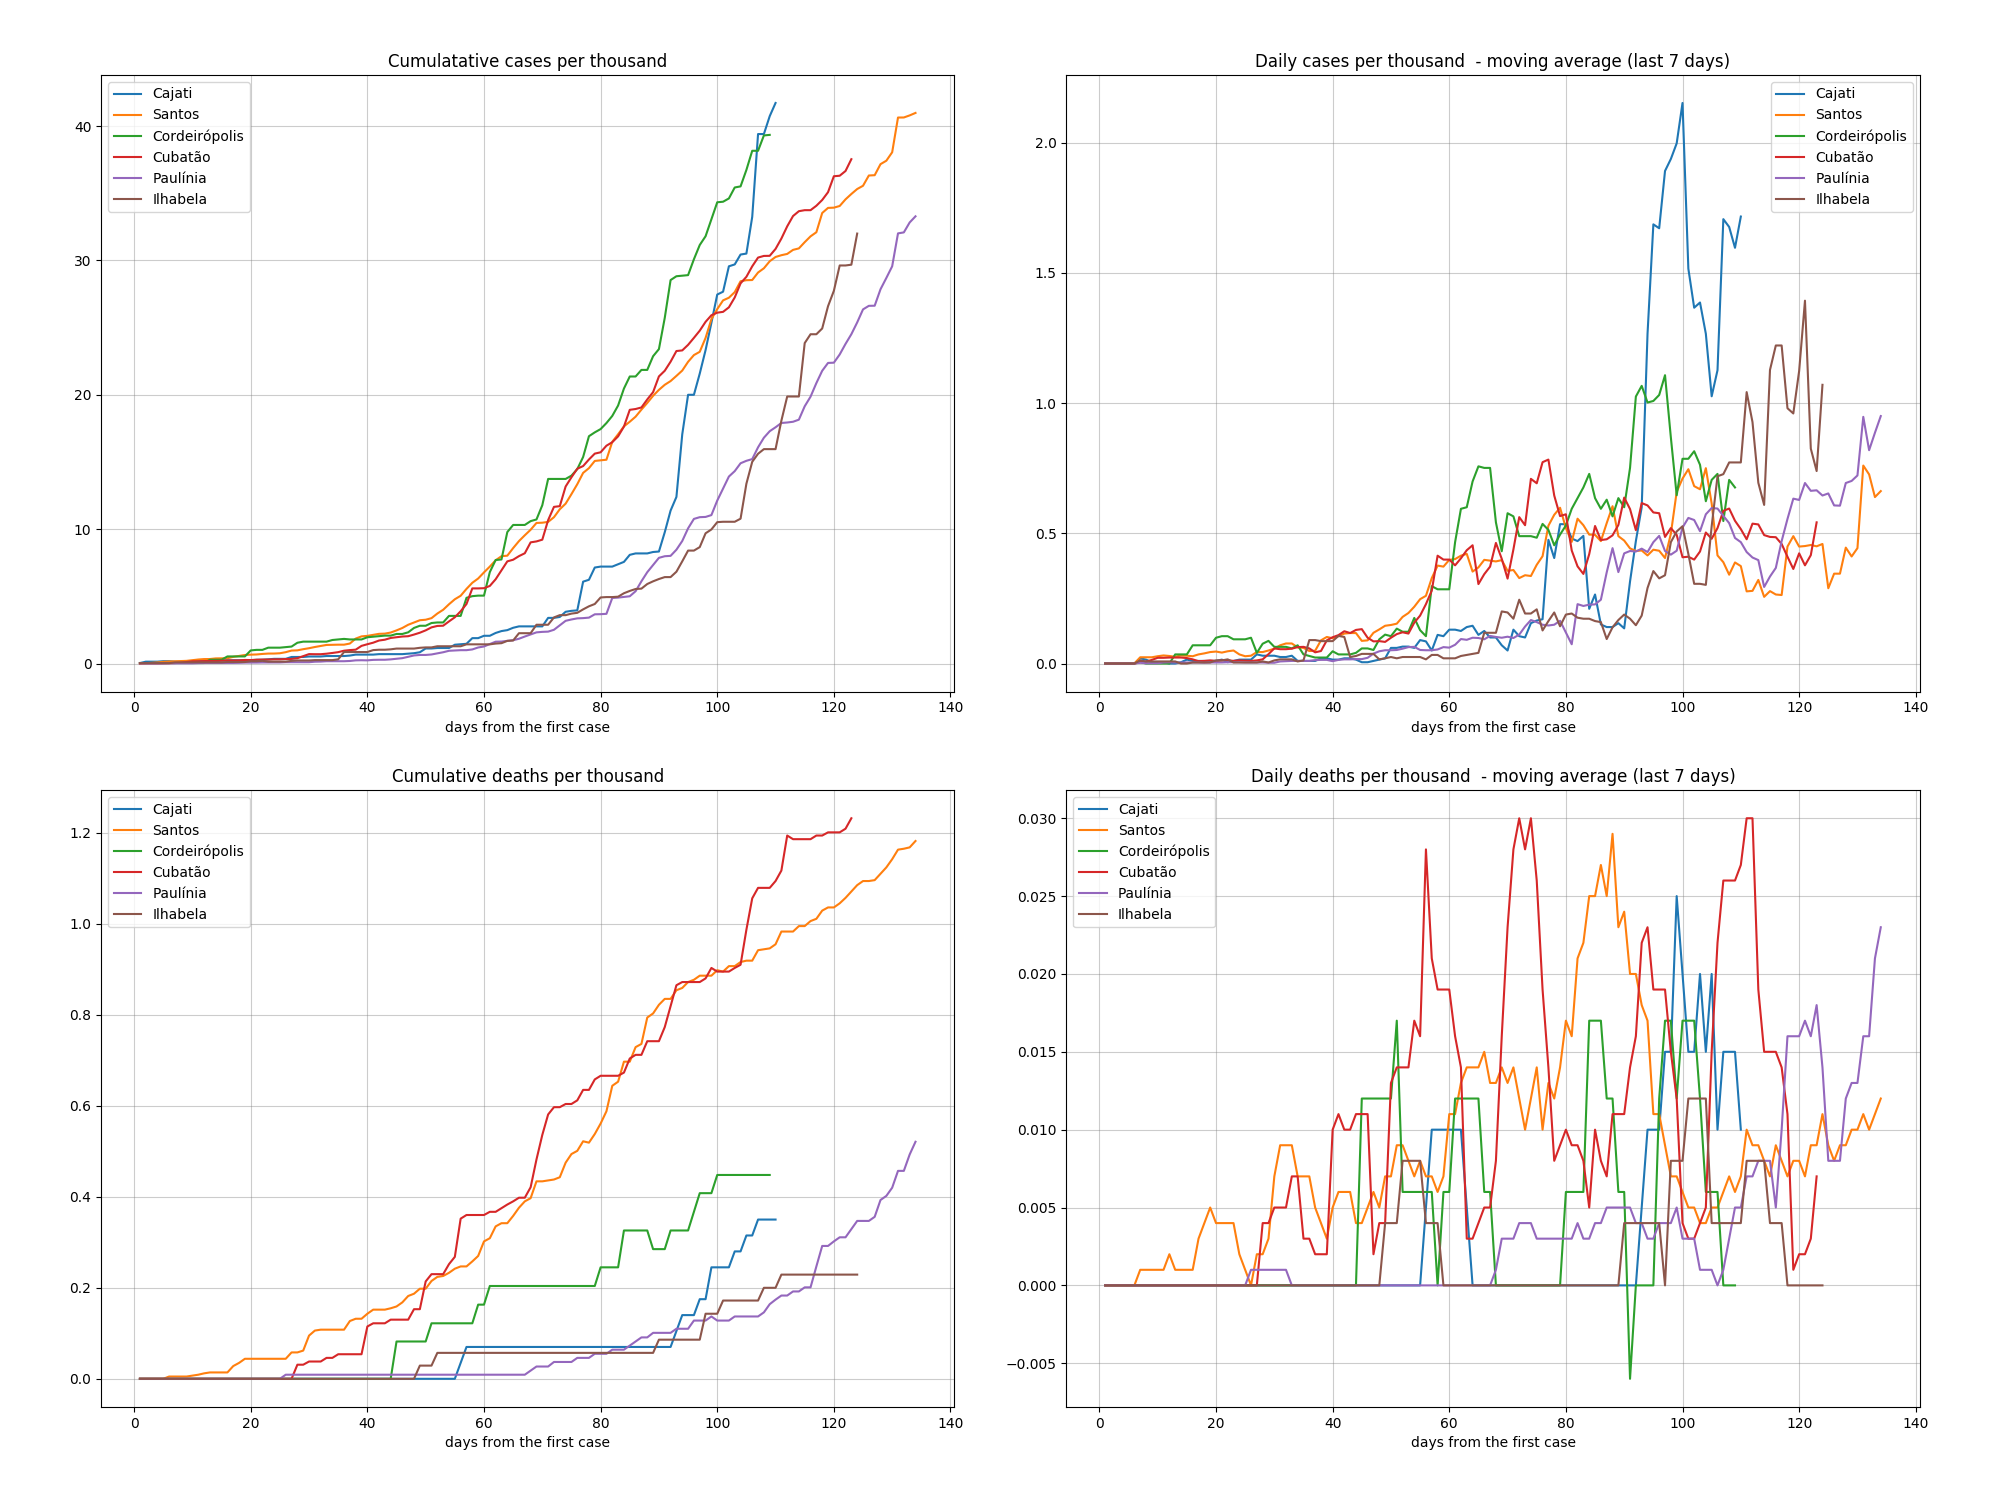 Cumulatative cases per thousand
Cajati
Santos
Cordeirópolis
Cubatão
Paulínia
Ilhabela
40
30
20
10
0
0 20 40 60 80 100 120 140
days from the first case
Daily cases per thousand - moving average (last 7 days)
Cajati
Santos
Cordeirópolis
Cubatão
Paulínia
Ilhabela
2.0
1.5
1.0
0.5
0.0
0 20 40 60 80 100 120 140
days from the first case
Cumulative deaths per thousand
Cajati
Santos
Cordeirópolis
Cubatão
Paulínia
Ilhabela
1.2
1.0
0.8
0.6
0.4
0.2
0.0
0 20 40 60 80 100 120 140
days from the first case
Daily deaths per thousand - moving average (last 7 days)
Cajati
Santos
Cordeirópolis
Cubatão
Paulínia
Ilhabela
0.030
0.025
0.020
0.015
0.010
0.005
0.000
−0.005
0 20 40 60 80 100 120 140
days from the first case